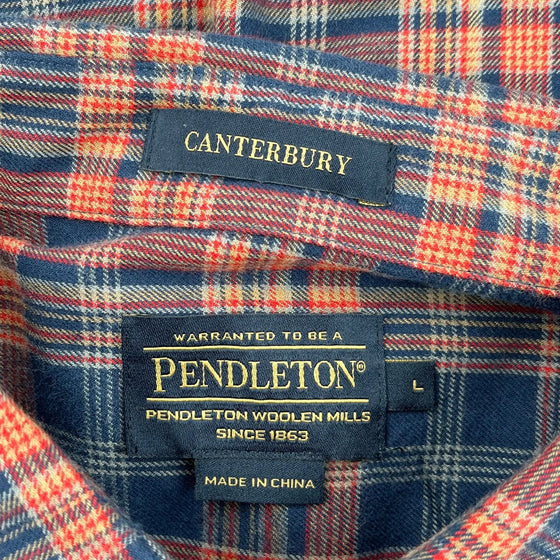 CANTERBURY
WARRANTED TO BE A
PENDLETON®
L
PENDLETON WOOLEN MILLS
SINCE 1863
MADE IN CHINA